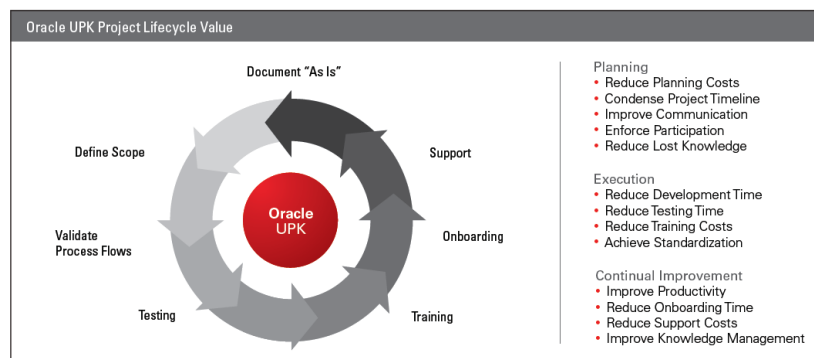 Oracle UPK Project Lifecycle Value
Document “As Is”
Define Scope
Validate
Process Flows
Testing
Training
Onboarding
Support
Oracle
UPK
Planning
• Reduce Planning Costs
• Condense Project Timeline
• Improve Communication
• Enforce Participation
• Reduce Lost Knowledge
Execution
• Reduce Development Time
• Reduce Testing Time
• Reduce Training Costs
• Achieve Standardization
Continual Improvement
• Improve Productivity
• Reduce Onboarding Time
• Reduce Support Costs
• Improve Knowledge Management